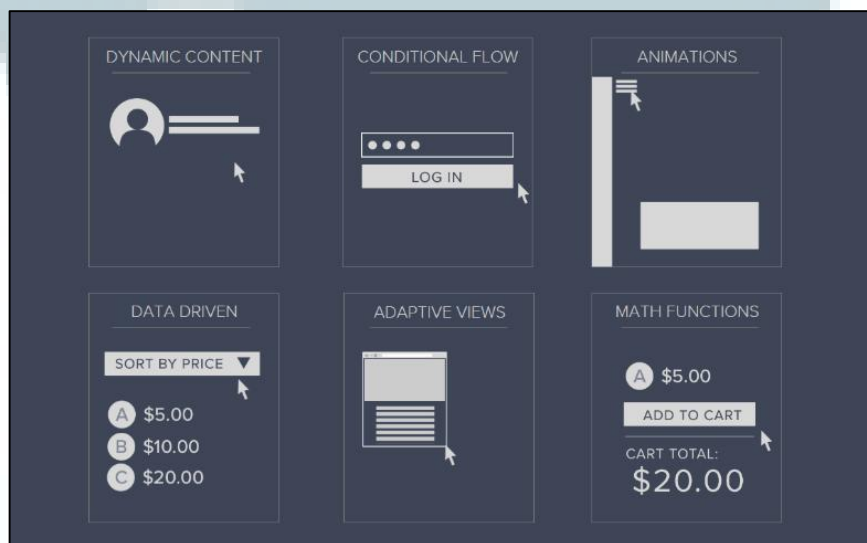 DYNAMIC CONTENT
CONDITIONAL FLOW
LOG IN
ANIMATIONS
DATA DRIVEN
SORT BY PRICE
A $5.00
B $10.00
C $20.00
ADAPTIVE VIEWS
MATH FUNCTIONS
A $5.00
ADD TO CART
CART TOTAL:
$20.00